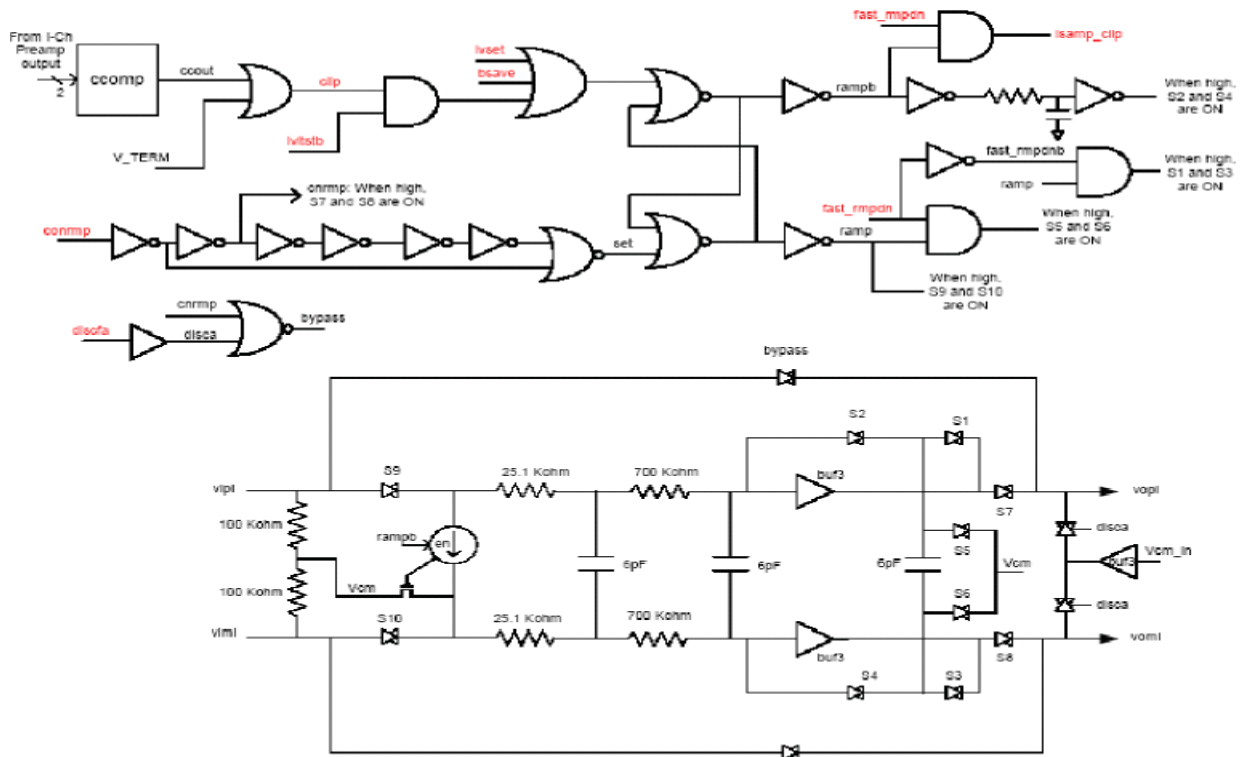 From I-Ch
Preamp
output
2
ccomp
ccout
V_TERM
clip
lvltstb
lvset
bsave
fast_rmpdn
lsamp_clip
rampb
When high,
S2 and S4
are ON
fast_rmpdnb
ramp
When high,
S1 and S3
are ON
fast_rmpdn
ramp
When high,
S5 and S6
are ON
When high,
S9 and S10
are ON
cnrmp: When high,
S7 and S8 are ON
conrmp
set
cnrmp
discfa
disca
bypass
bypass
S2
S1
S9
25.1 Kohm
700 Kohm
buf3
vipi
vopi
S7
100 Kohm
rampb
en
disca
S5
6pF
6pF
6pF
Vcm
Vcm_in
buf3
Vcm
100 Kohm
S6
disca
S10
25.1 Kohm
700 Kohm
vimi
vomi
buf3
S8
S4
S3